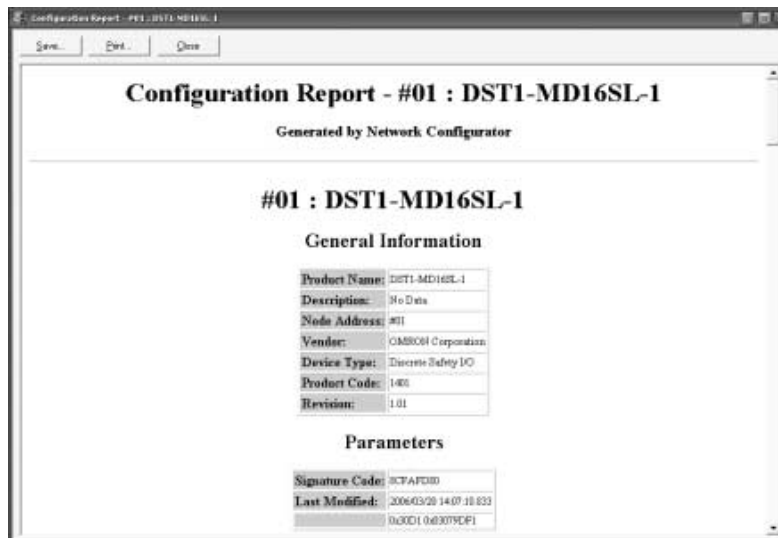 Configuration Report - #01 : DST1-MD16SL-1
Save... Print... Close
Configuration Report - #01 : DST1-MD16SL-1
Generated by Network Configurator
#01 : DST1-MD16SL-1
General Information
Product Name: DST1-MD16SL-1
Description: No Data
Node Address: #01
Vendor: OMRON Corporation
Device Type: Discrete Safety I/O
Product Code: 1401
Revision: 1.01
Parameters
Signature Code:
Last Modified: 2006/03/20 14:07:10.833